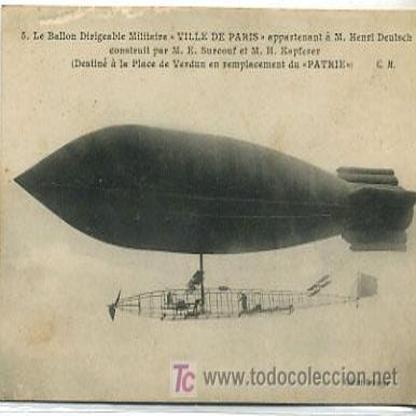 5. Le Ballon Dirigeable Militaire « VILLE DE PARIS » appartenant à M. Henri Deutsch
construit par M. E. Surcouf et M. H. Kapferer
(Destiné à la Place de Verdun en remplacement du «PATRIE») C. M.
TC www.todocoleccion.net